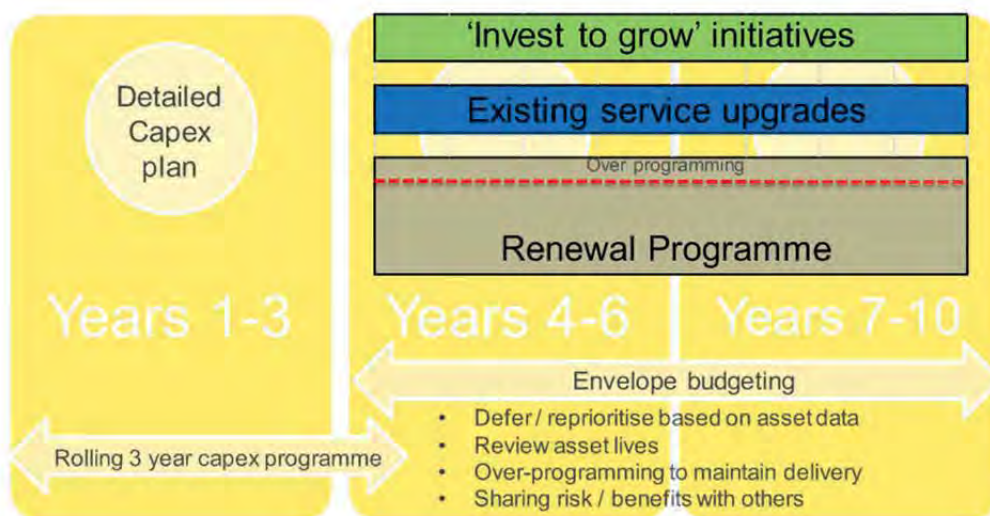 Detailed
Capex
plan
'Invest to grow' initiatives
Existing service upgrades
Over programming
Renewal Programme
Years 1-3
Years 4-6
Years 7-10
Envelope budgeting
• Defer / reprioritise based on asset data
• Review asset lives
• Over-programming to maintain delivery
• Sharing risk / benefits with others
Rolling 3 year capex programme